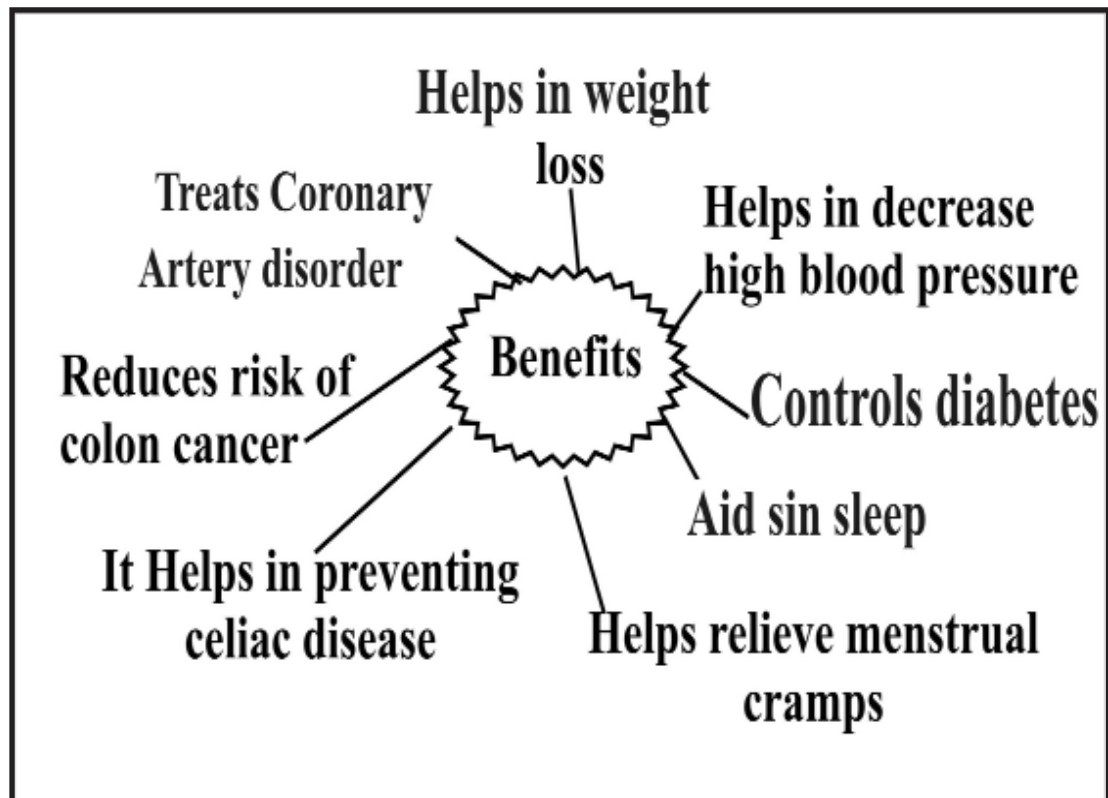 Helps in weight
loss
Treats Coronary
Artery disorder
Helps in decrease
high blood pressure
Benefits
Reduces risk of
colon cancer
Controls diabetes
Aid sin sleep
It Helps in preventing
celiac disease
Helps relieve menstrual
cramps